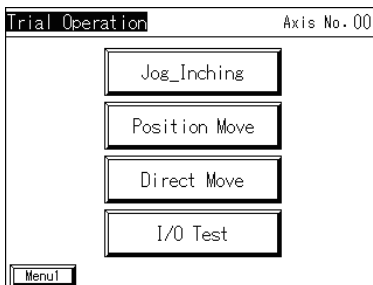 Trial Operation Axis No.00
Jog_Inching
Position Move
Direct Move
I/O Test
Menu1